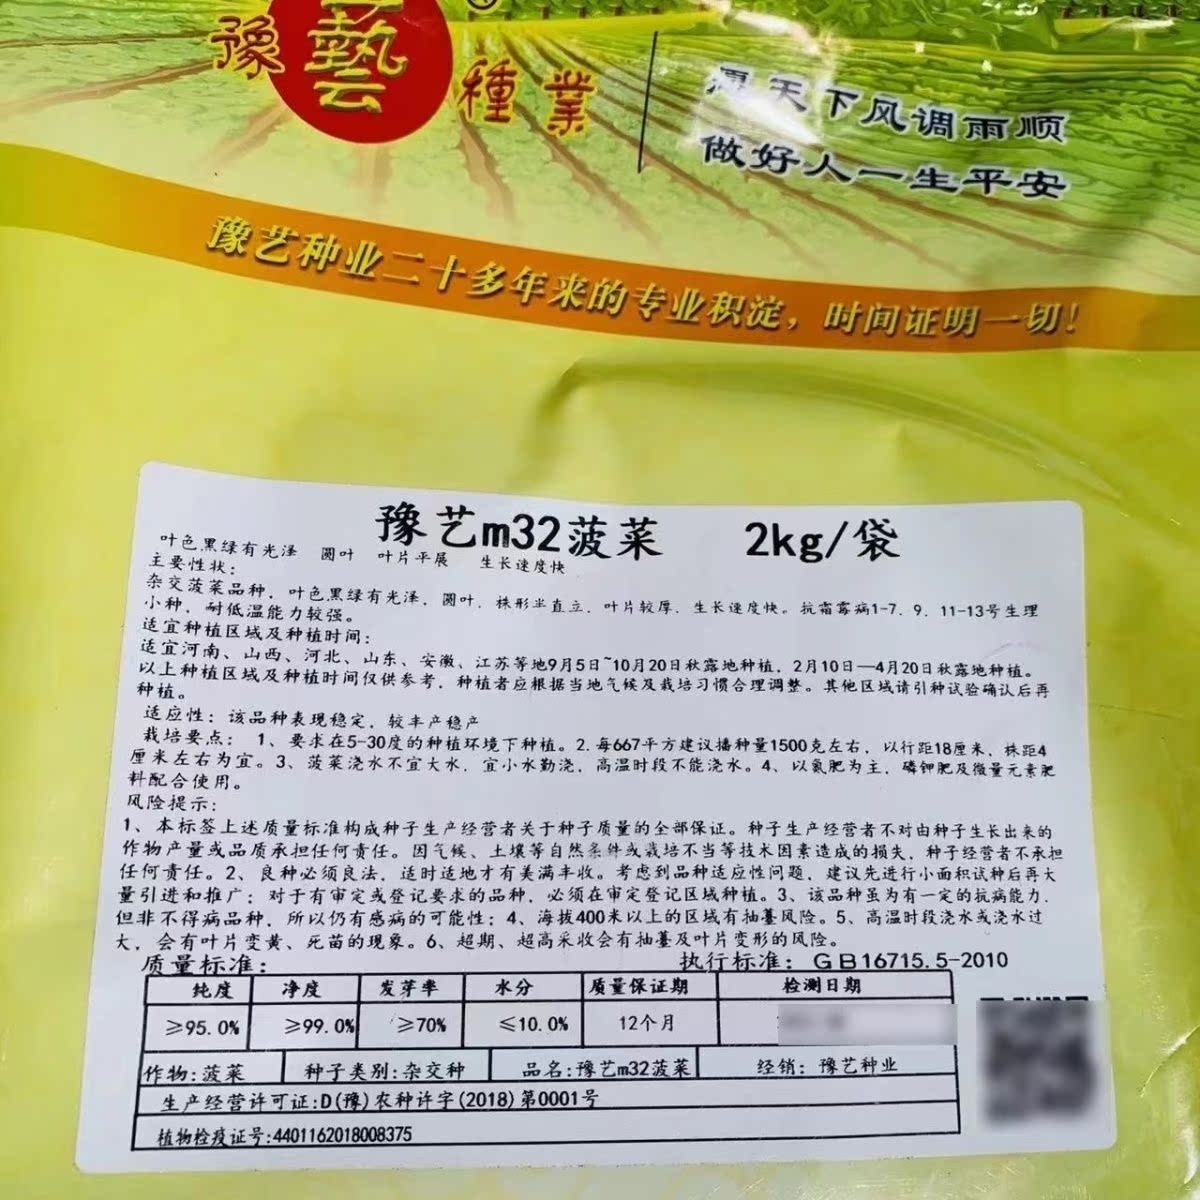 豫藝種業
愿天下风调雨顺
做好人一生平安
豫艺种业二十多年来的专业积淀，时间证明一切！
豫艺m32菠菜 2kg/袋
叶色黑绿有光泽 圆叶 叶片平展 生长速度快
主要性状：
杂交菠菜品种，叶色黑绿有光泽，圆叶，株形半直立，叶片较厚，生长速度快。抗霜霉病1-7、9、11-13号生理
小种，耐低温能力较强。
适宜种植区域及种植时间：
适宜河南、山西、河北、山东、安徽、江苏等地9月5日~10月20日秋露地种植，2月10日—4月20日秋露地种植。
以上种植区域及种植时间仅供参考，种植者应根据当地气候及栽培习惯合理调整。其他区域请引种试验确认后再
种植。
适应性：该品种表现稳定，较丰产稳产
栽培要点： 1、要求在5-30度的种植环境下种植。2.每667平方建议播种量1500克左右，以行距18厘米，株距4
厘米左右为宜。3、菠菜浇水不宜大水，宜小水勤浇，高温时段不能浇水。4、以氮肥为主，磷钾肥及微量元素肥
料配合使用。
风险提示：
1、本标签上述质量标准构成种子生产经营者关于种子质量的全部保证。种子生产经营者不对由种子生长出来的
作物产量或品质承担任何责任。因气候、土壤等自然条件或栽培不当等技术因素造成的损失，种子经营者不承担
任何责任。2、良种必须良法，适时适地才有美满丰收。考虑到品种适应性问题，建议先进行小面积试种后再大
量引进和推广；对于有审定或登记要求的品种，必须在审定登记区域种植。3、该品种虽为有一定的抗病能力，
但非不得病品种，所以仍有感病的可能性；4、海拔400米以上的区域有抽薹风险。5、高温时段浇水或浇水过
大，会有叶片变黄、死苗的现象。6、超期、超高采收会有抽薹及叶片变形的风险。
质量标准： 执行标准：GB16715.5-2010
纯度 净度 发芽率 水分 质量保证期 检测日期
≥95.0% ≥99.0% ≥70% ≤10.0% 12个月
作物:菠菜 种子类别:杂交种 品名:豫艺m32菠菜 经销：豫艺种业
生产经营许可证:D(豫)农种许字(2018)第0001号
植物检疫证号:4401162018008375